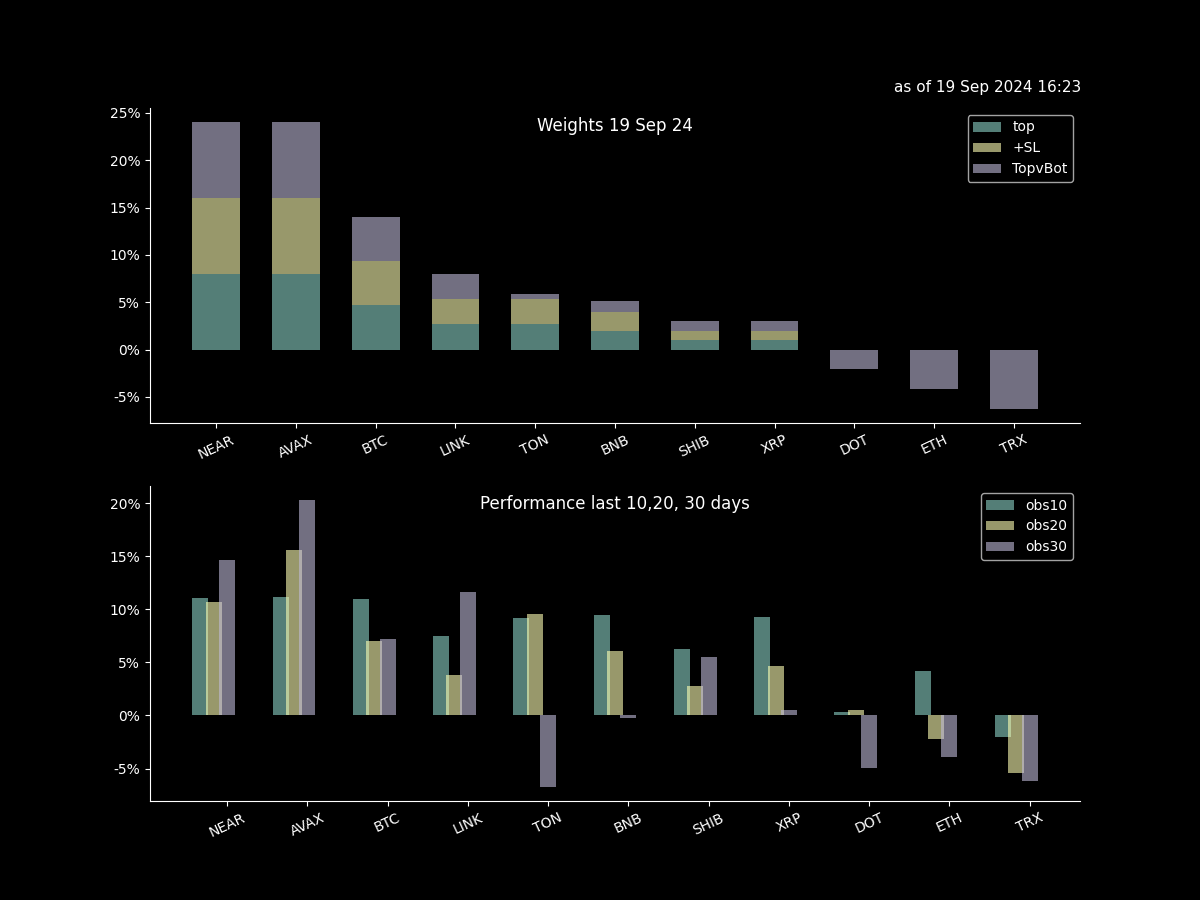 as of 19 Sep 2024 16:23
Weights 19 Sep 24
top
+SL
TopvBot
25%
20%
15%
10%
5%
0%
-5%
NEAR AVAX BTC LINK TON BNB SHIB XRP DOT ETH TRX
Performance last 10,20, 30 days
obs10
obs20
obs30
20%
15%
10%
5%
0%
-5%
NEAR AVAX BTC LINK TON BNB SHIB XRP DOT ETH TRX